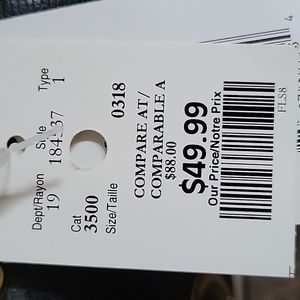 Dept/Rayon Style Type
19 184537 1
Cat
3500 0318
Size/Taille
COMPARE AT/
COMPARABLE A
$88.00
$49.99
Our Price/Notre Prix
FLS8